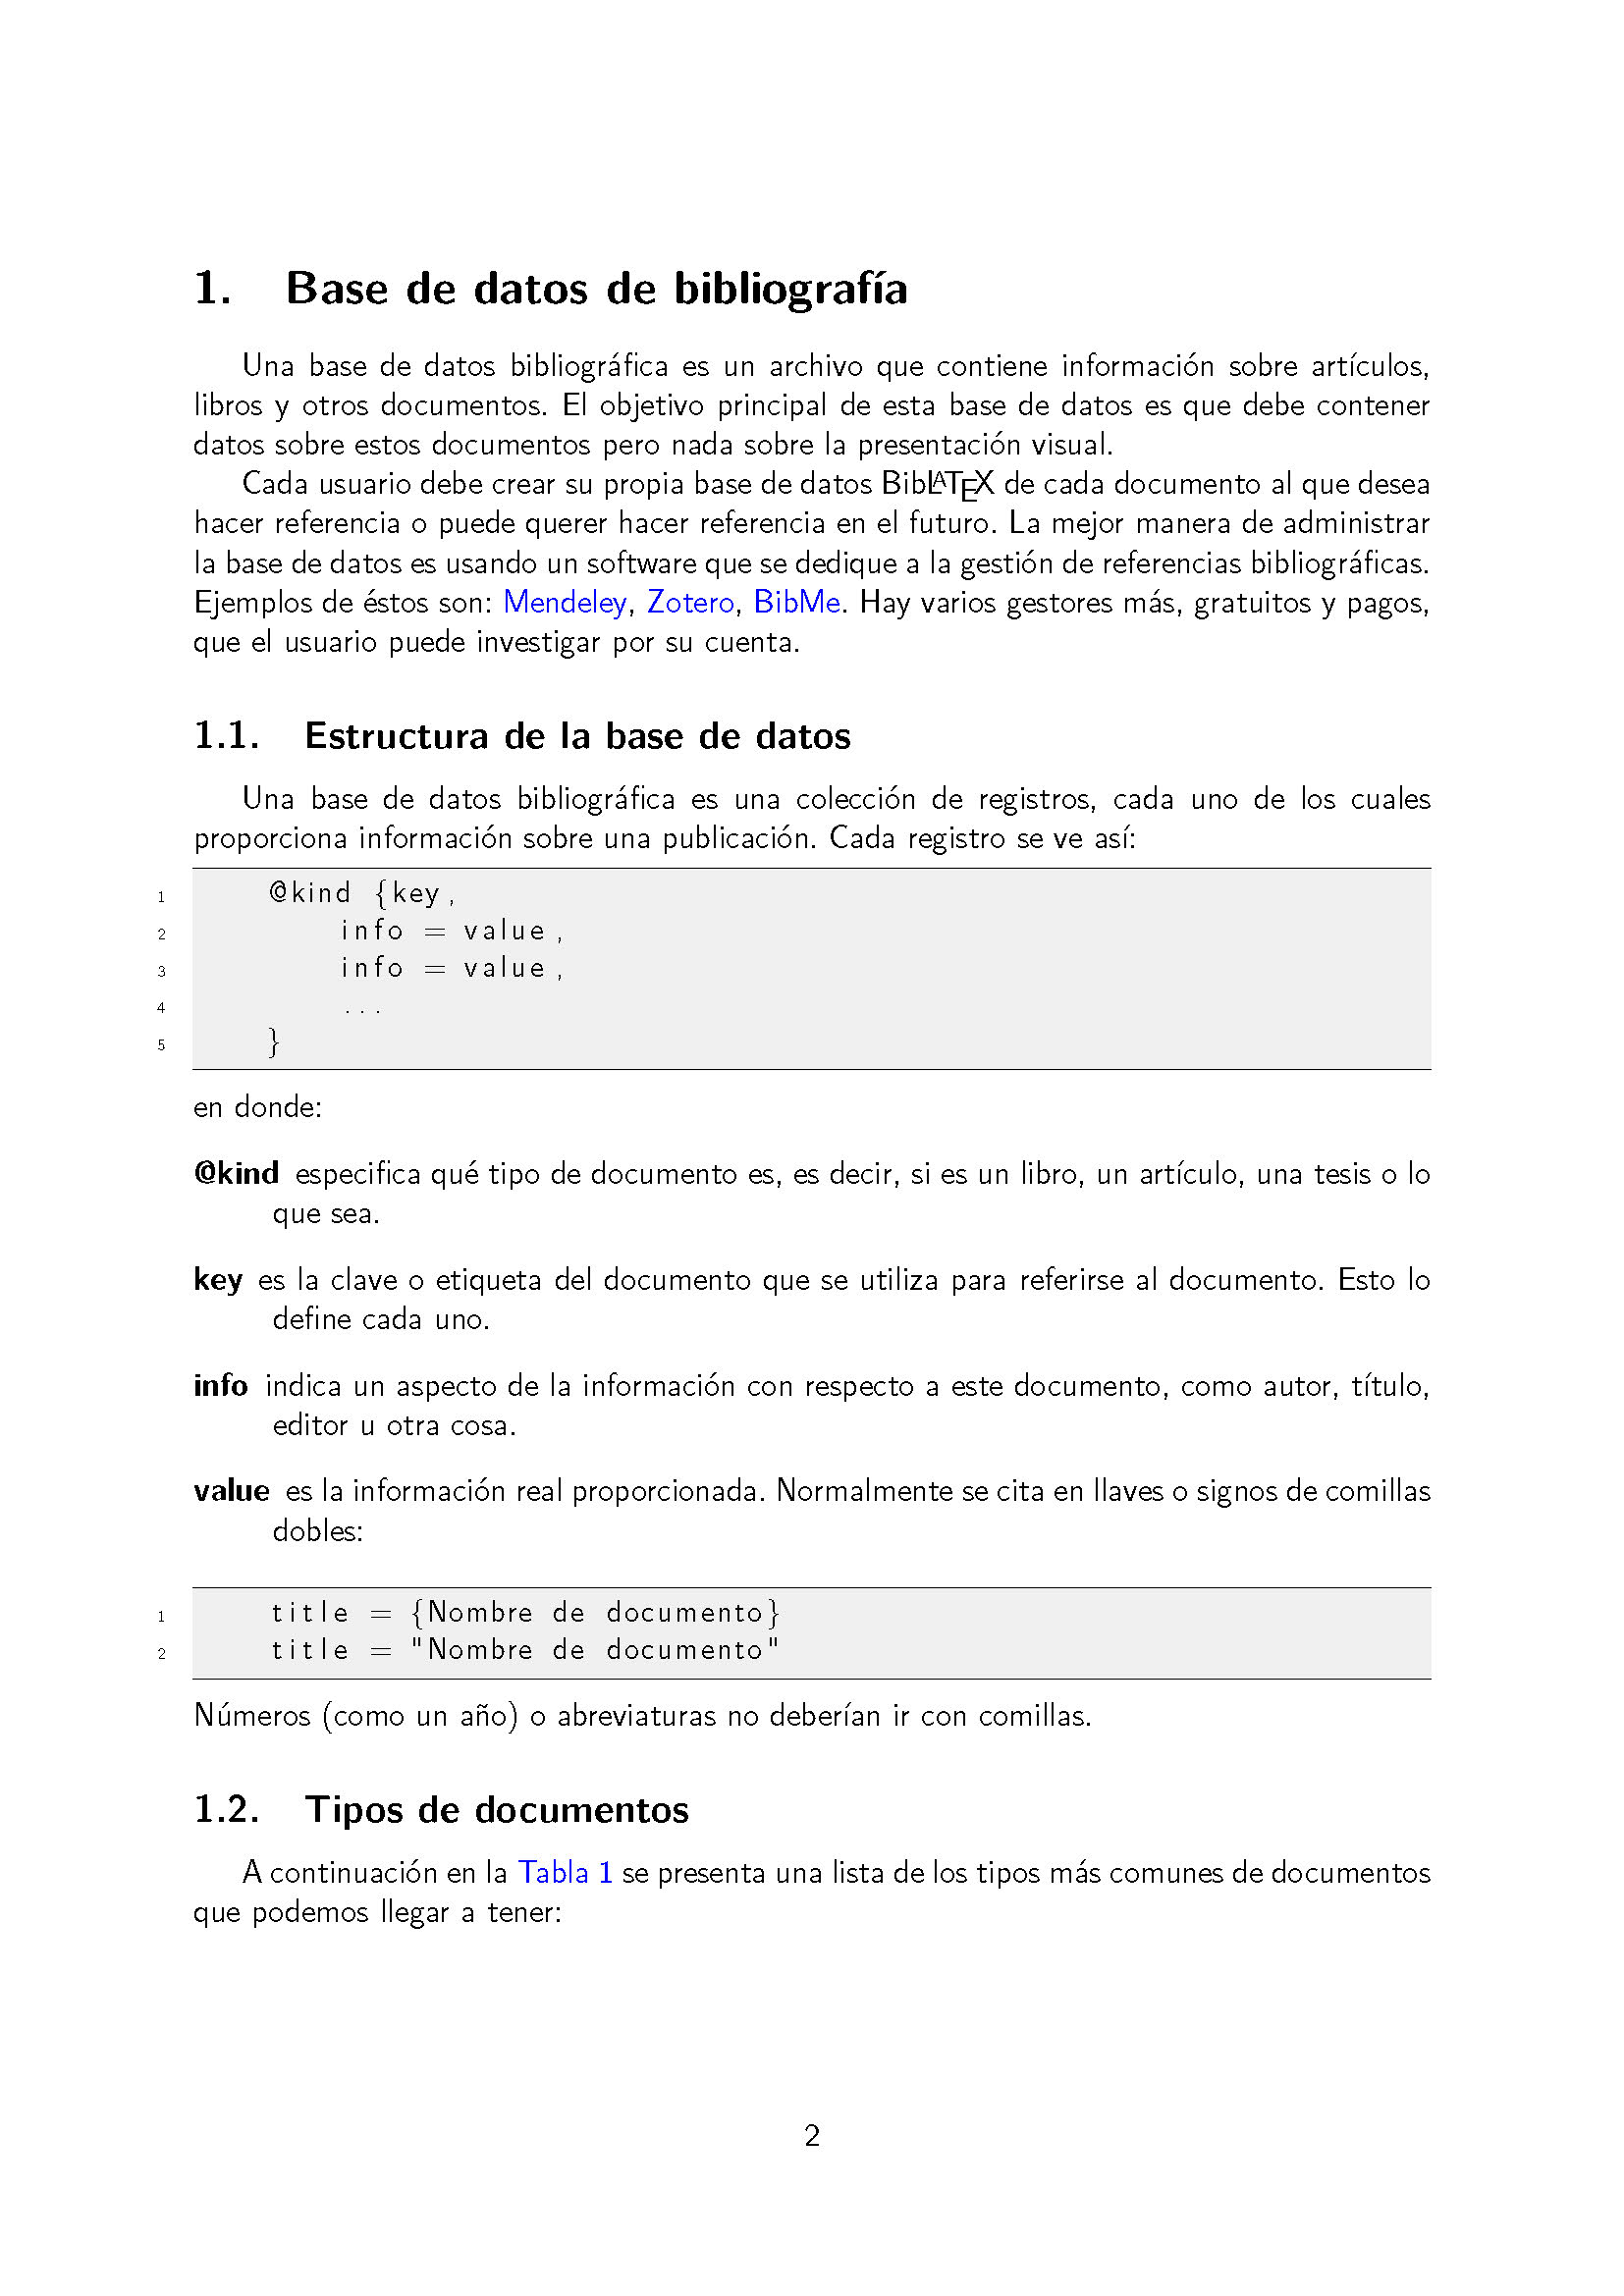 1. Base de datos de bibliografía
Una base de datos bibliográfica es un archivo que contiene información sobre artículos,
libros y otros documentos. El objetivo principal de esta base de datos es que debe contener
datos sobre estos documentos pero nada sobre la presentación visual.
Cada usuario debe crear su propia base de datos BibLATEX de cada documento al que desea
hacer referencia o puede querer hacer referencia en el futuro. La mejor manera de administrar
la base de datos es usando un software que se dedique a la gestión de referencias bibliográficas.
Ejemplos de éstos son: Mendeley, Zotero, BibMe. Hay varios gestores más, gratuitos y pagos,
que el usuario puede investigar por su cuenta.
1.1. Estructura de la base de datos
Una base de datos bibliográfica es una colección de registros, cada uno de los cuales
proporciona información sobre una publicación. Cada registro se ve así:
1 @kind {key,
2 info = value,
3 info = value,
4 ...
5 }
en donde:
@kind especifica qué tipo de documento es, es decir, si es un libro, un artículo, una tesis o lo
que sea.
key es la clave o etiqueta del documento que se utiliza para referirse al documento. Esto lo
define cada uno.
info indica un aspecto de la información con respecto a este documento, como autor, título,
editor u otra cosa.
value es la información real proporcionada. Normalmente se cita en llaves o signos de comillas
dobles:
1 title = {Nombre de documento}
2 title = "Nombre de documento"
Números (como un año) o abreviaturas no deberían ir con comillas.
1.2. Tipos de documentos
A continuación en la Tabla 1 se presenta una lista de los tipos más comunes de documentos
que podemos llegar a tener:
2